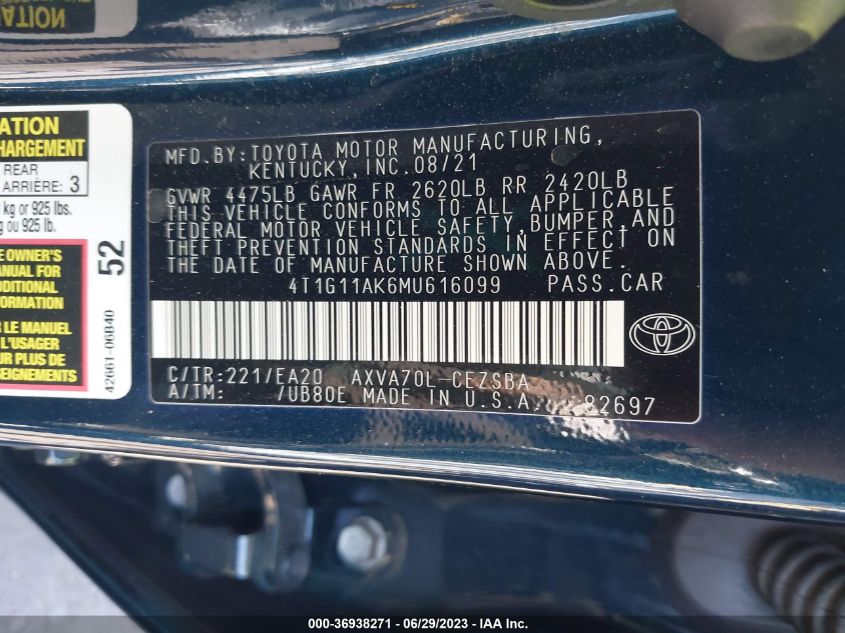 ATION
ATION
HARGEMENT
REAR
ARRIÈRE: 3
kg or 925 lbs.
g ou 925 lb.
E OWNER'S
ANUAL FOR
DDITIONAL
ORMATION
R LE MANUEL
UR PLUS DE
SEIGNEMENTS
52
42661-06B40
MFD.BY:TOYOTA MOTOR MANUFACTURING,
KENTUCKY,INC.08/21
GVWR 4475LB GAWR FR 2620LB RR 2420LB
THIS VEHICLE CONFORMS TO ALL APPLICABLE
FEDERAL MOTOR VEHICLE SAFETY,BUMPER,AND
THEFT PREVENTION STANDARDS IN EFFECT ON
THE DATE OF MANUFACTURE SHOWN ABOVE.
4T1G11AK6MU616099 PASS.CAR
C/TR:221/EA20 AXVA70L-CEZSBA
A/TM: /UB80E MADE IN U.S.A. 82697
000-36938271 - 06/29/2023 - IAA Inc.